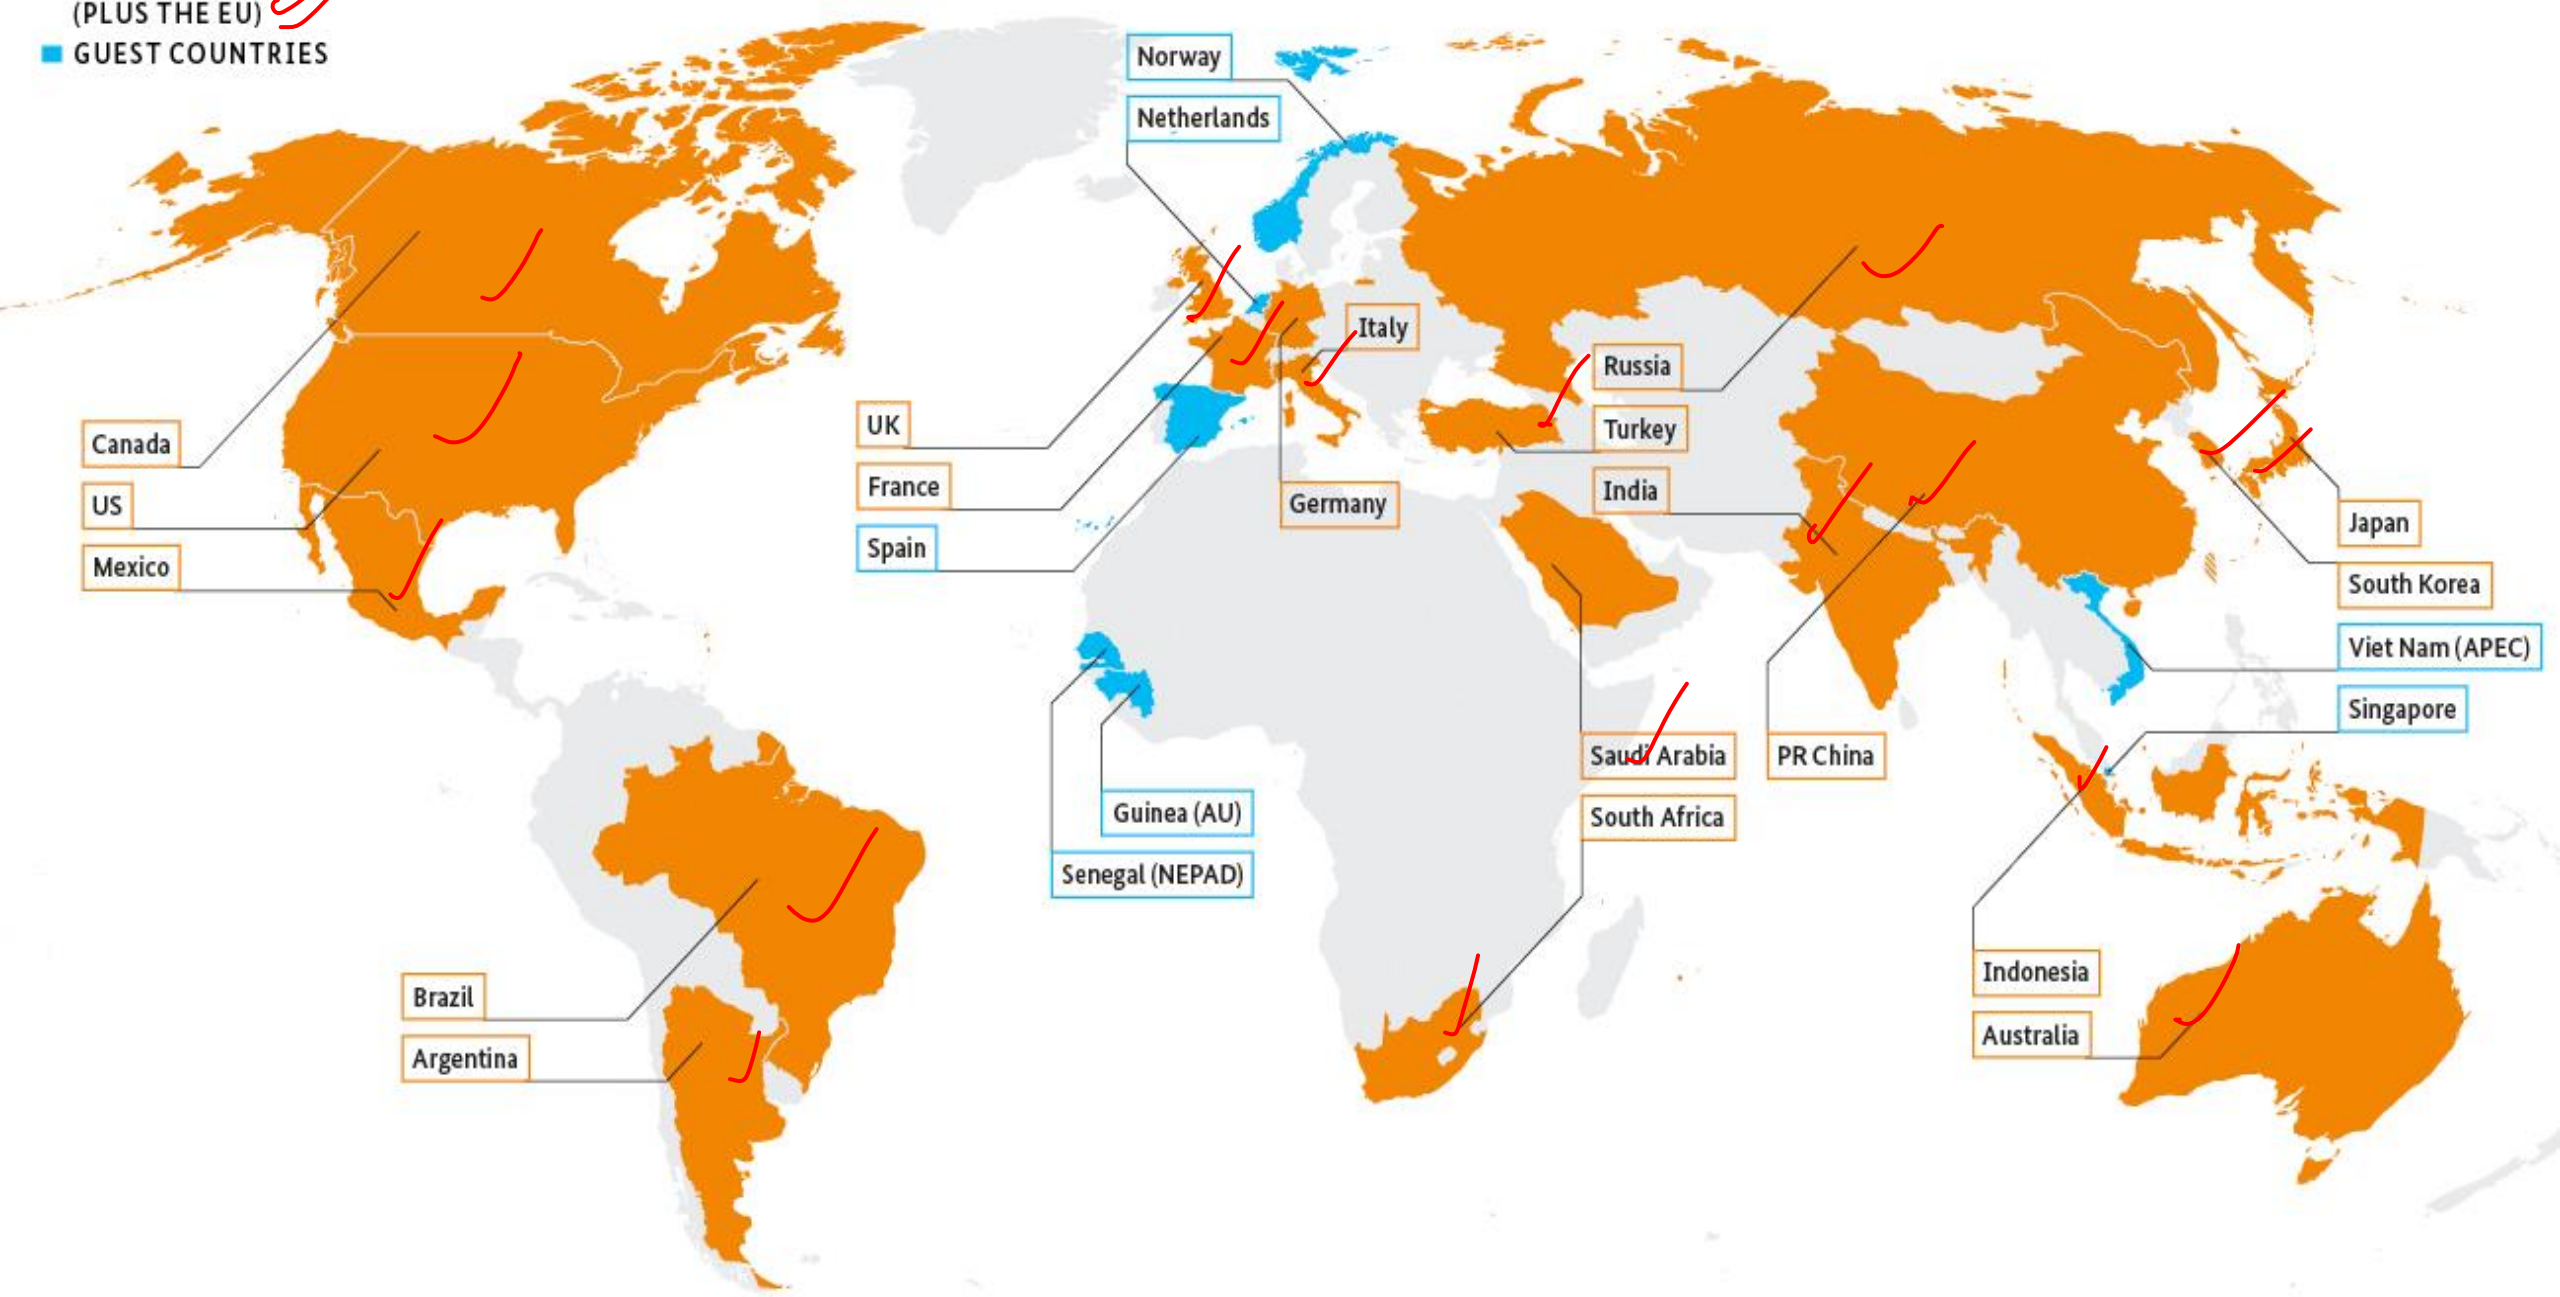 (PLUS THE EU)
GUEST COUNTRIES
Norway
Netherlands
Italy
Russia
Turkey
India
Canada
US
Mexico
UK
France
Spain
Germany
Japan
South Korea
Viet Nam (APEC)
Singapore
Saudi Arabia
South Africa
PR China
Guinea (AU)
Senegal (NEPAD)
Brazil
Argentina
Indonesia
Australia